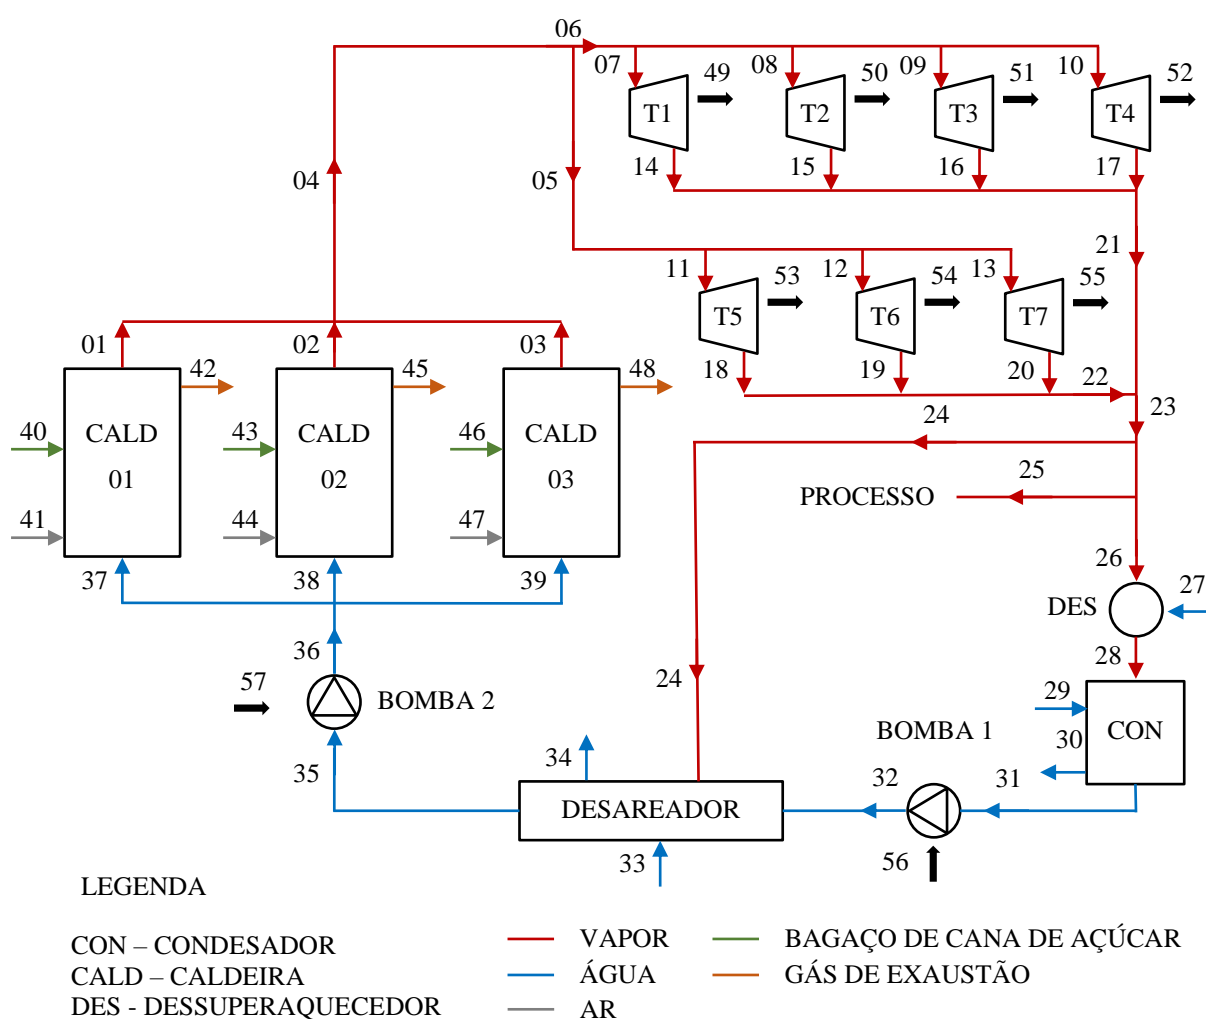 06
07
49
08
50
09
51
10
52
T1
T2
T3
T4
04
05
14
15
16
17
21
11
53
12
54
13
55
T5
T6
T7
01
02
03
18
19
20
22
42
45
48
23
24
40
CALD
01
43
CALD
02
46
CALD
03
25
PROCESSO
41
44
47
26
27
37
38
39
DES
36
28
57
24
29
BOMBA 2
BOMBA 1
30
CON
35
34
32
31
DESAREADOR
33
56
LEGENDA
CON – CONDESADOR
CALD – CALDEIRA
DES - DESSUPERAQUECEDOR
VAPOR
ÁGUA
AR
BAGAÇO DE CANA DE AÇÚCAR
GÁS DE EXAUSTÃO